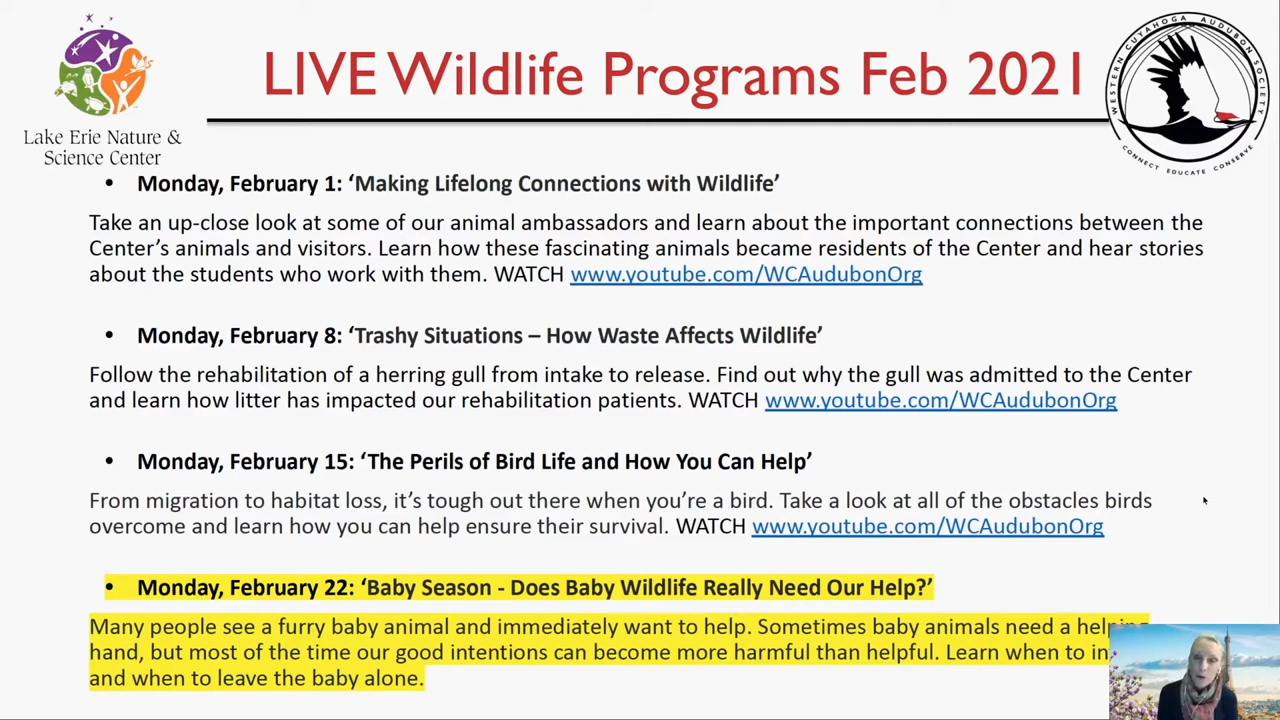 LIVE Wildlife Programs Feb 2021
WESTERN CUYAHOGA AUDUBON SOCIETY
CONNECT EDUCATE CONSERVE
Lake Erie Nature &
Science Center
• Monday, February 1: ‘Making Lifelong Connections with Wildlife’
Take an up-close look at some of our animal ambassadors and learn about the important connections between the
Center’s animals and visitors. Learn how these fascinating animals became residents of the Center and hear stories
about the students who work with them. WATCH www.youtube.com/WCAudubonOrg
• Monday, February 8: ‘Trashy Situations – How Waste Affects Wildlife’
Follow the rehabilitation of a herring gull from intake to release. Find out why the gull was admitted to the Center
and learn how litter has impacted our rehabilitation patients. WATCH www.youtube.com/WCAudubonOrg
• Monday, February 15: ‘The Perils of Bird Life and How You Can Help’
From migration to habitat loss, it’s tough out there when you’re a bird. Take a look at all of the obstacles birds
overcome and learn how you can help ensure their survival. WATCH www.youtube.com/WCAudubonOrg
• Monday, February 22: ‘Baby Season - Does Baby Wildlife Really Need Our Help?’
Many people see a furry baby animal and immediately want to help. Sometimes baby animals need a helping
hand, but most of the time our good intentions can become more harmful than helpful. Learn when to
and when to leave the baby alone.